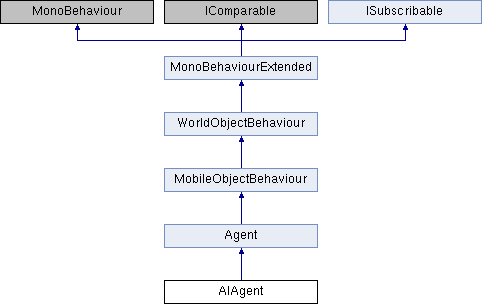 MonoBehaviour
IComparable
ISubscribable
MonoBehaviourExtended
WorldObjectBehaviour
MobileObjectBehaviour
Agent
AIAgent